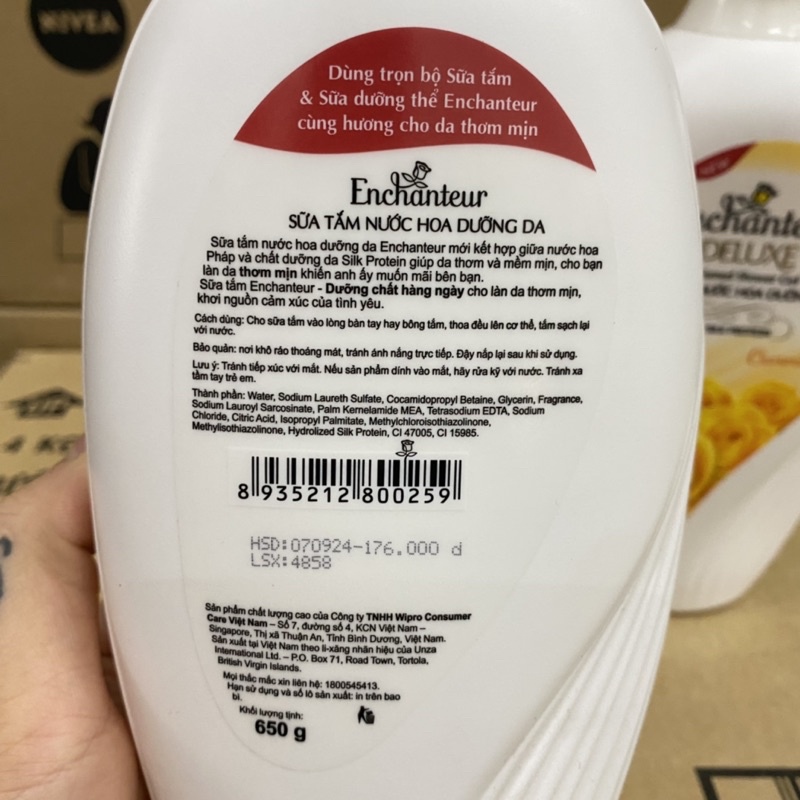 NIVEA
Dùng trọn bộ Sữa tắm
& Sữa dưỡng thể Enchanteur
cùng hương cho da thơm mịn
Enchanteur
SỮA TẮM NƯỚC HOA DƯỠNG DA
Sữa tắm nước hoa dưỡng da Enchanteur mới kết hợp giữa nước hoa
Pháp và chất dưỡng da Silk Protein giúp da thơm và mềm mịn, cho bạn
làn da thơm mịn khiến anh ấy muốn mãi bên bạn.
Sữa tắm Enchanteur - Dưỡng chất hàng ngày cho làn da thơm mịn,
khơi nguồn cảm xúc của tình yêu.
Cách dùng: Cho sữa tắm vào lòng bàn tay hay bông tắm, thoa đều lên cơ thể, tắm sạch lại
với nước.
Bảo quản: nơi khô ráo thoáng mát, tránh ánh nắng trực tiếp. Đậy nắp lại sau khi sử dụng.
Lưu ý: Tránh tiếp xúc với mắt. Nếu sản phẩm dính vào mắt, hãy rửa kỹ với nước. Tránh xa
tầm tay trẻ em.
Thành phần: Water, Sodium Laureth Sulfate, Cocamidopropyl Betaine, Glycerin, Fragrance,
Sodium Lauroyl Sarcosinate, Palm Kernelamide MEA, Tetrasodium EDTA, Sodium
Chloride, Citric Acid, Isopropyl Palmitate, Methylchloroisothiazolinone,
Methylisothiazolinone, Hydrolized Silk Protein, CI 47005, CI 15985.
8 935212 800259
HSD:070924-176.000 đ
LSX:4858
Sản phẩm chất lượng cao của Công ty TNHH Wipro Consumer
Care Việt Nam – Số 7, đường số 4, KCN Việt Nam –
Singapore, Thị xã Thuận An, Tỉnh Bình Dương, Việt Nam.
Sản xuất tại Việt Nam theo li-xăng nhãn hiệu của Unza
International Ltd. – P.O. Box 71, Road Town, Tortola,
British Virgin Islands.
Mọi thắc mắc xin liên hệ: 1800545413.
Hạn sử dụng và số lô sản xuất: in trên bao
bì.
Khối lượng tịnh:
650 g
NEW
DELUXE